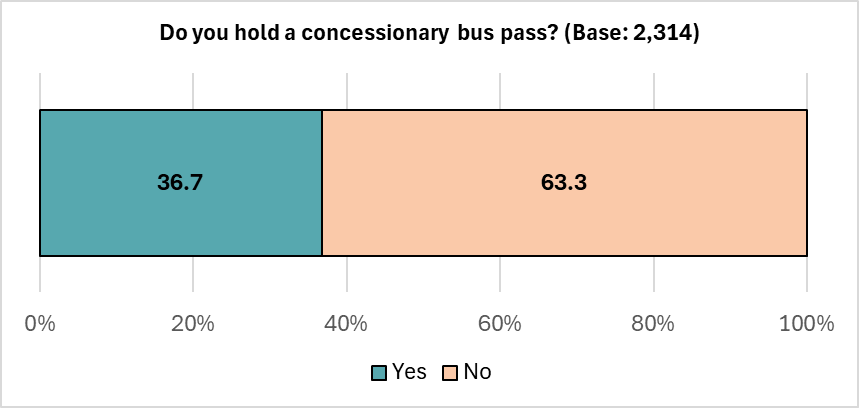 Do you hold a concessionary bus pass? (Base: 2,314)
36.7 63.3
0% 20% 40% 60% 80% 100%
Yes No